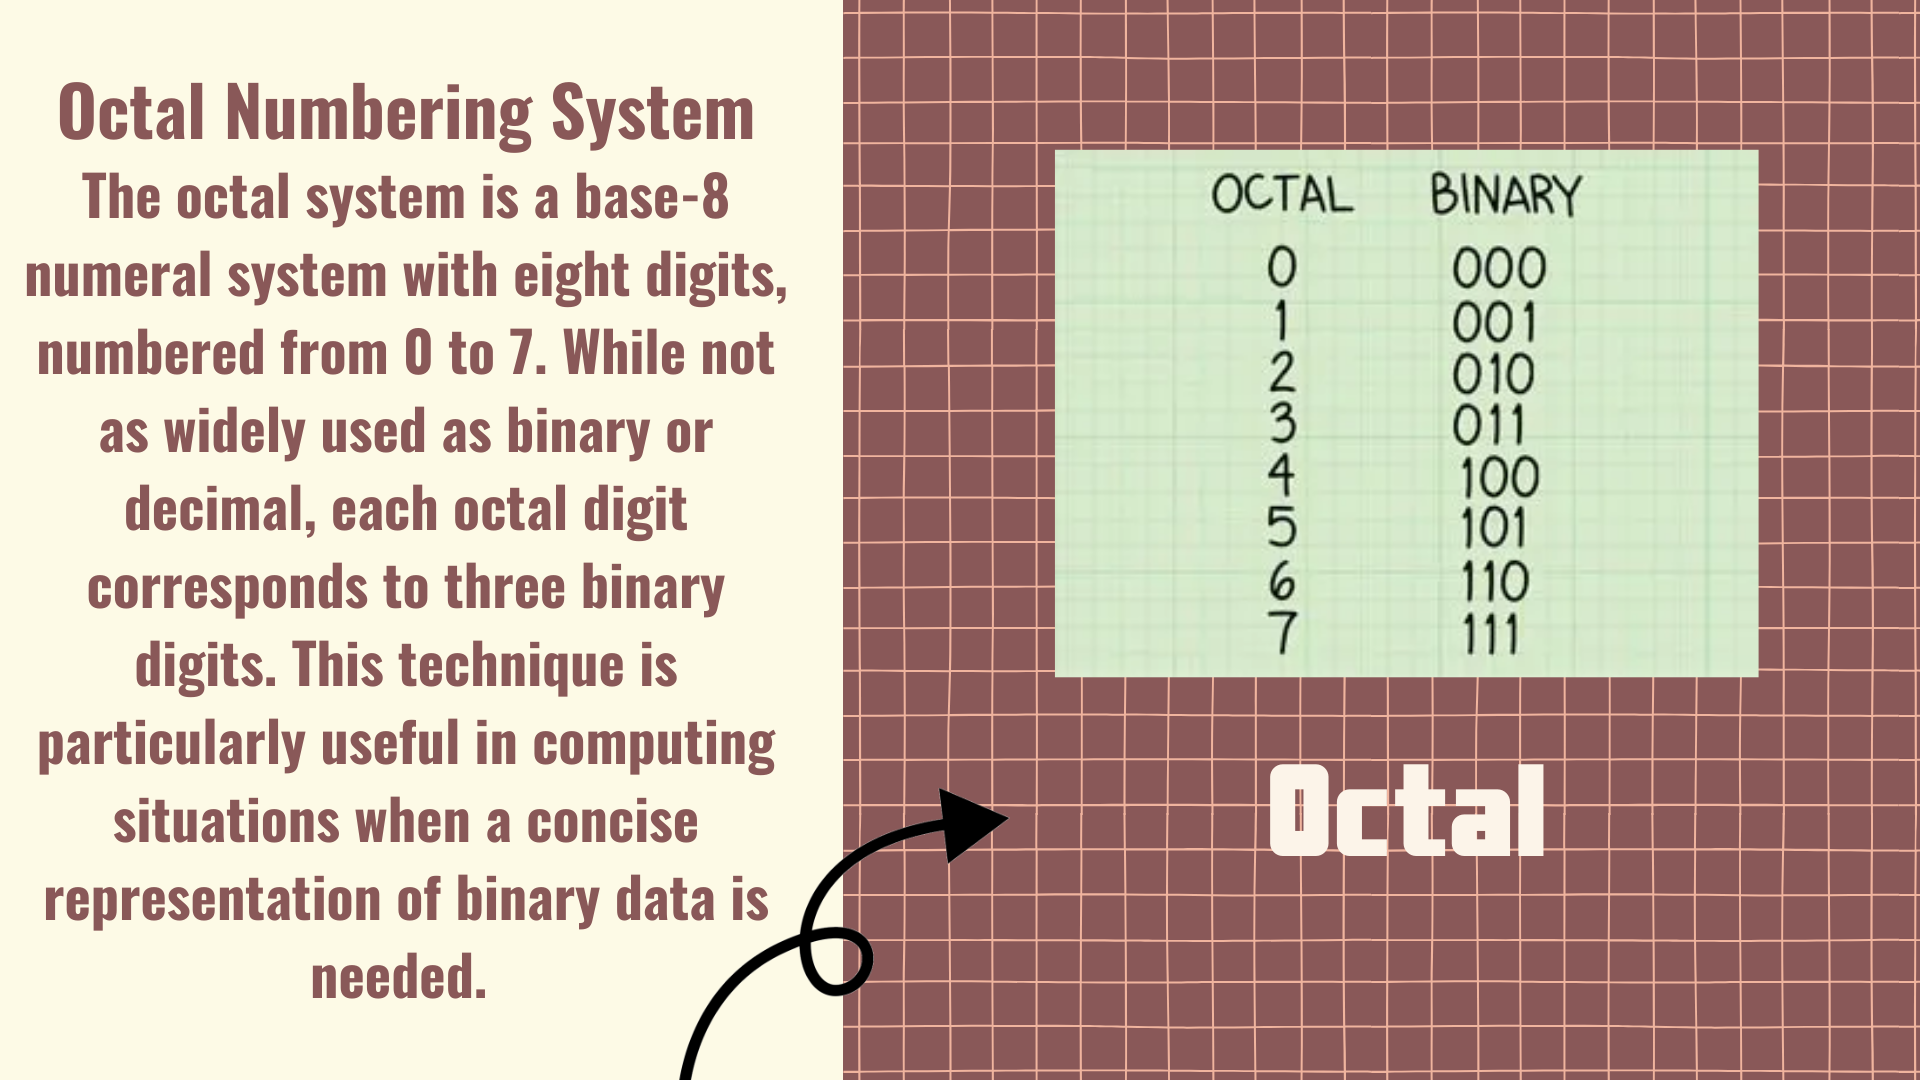 Octal Numbering System
The octal system is a base-8
numeral system with eight digits,
numbered from 0 to 7. While not
as widely used as binary or
decimal, each octal digit
corresponds to three binary
digits. This technique is
particularly useful in computing
situations when a concise
representation of binary data is
needed.
OCTAL BINARY
0 000
1 001
2 010
3 011
4 100
5 101
6 110
7 111
Octal